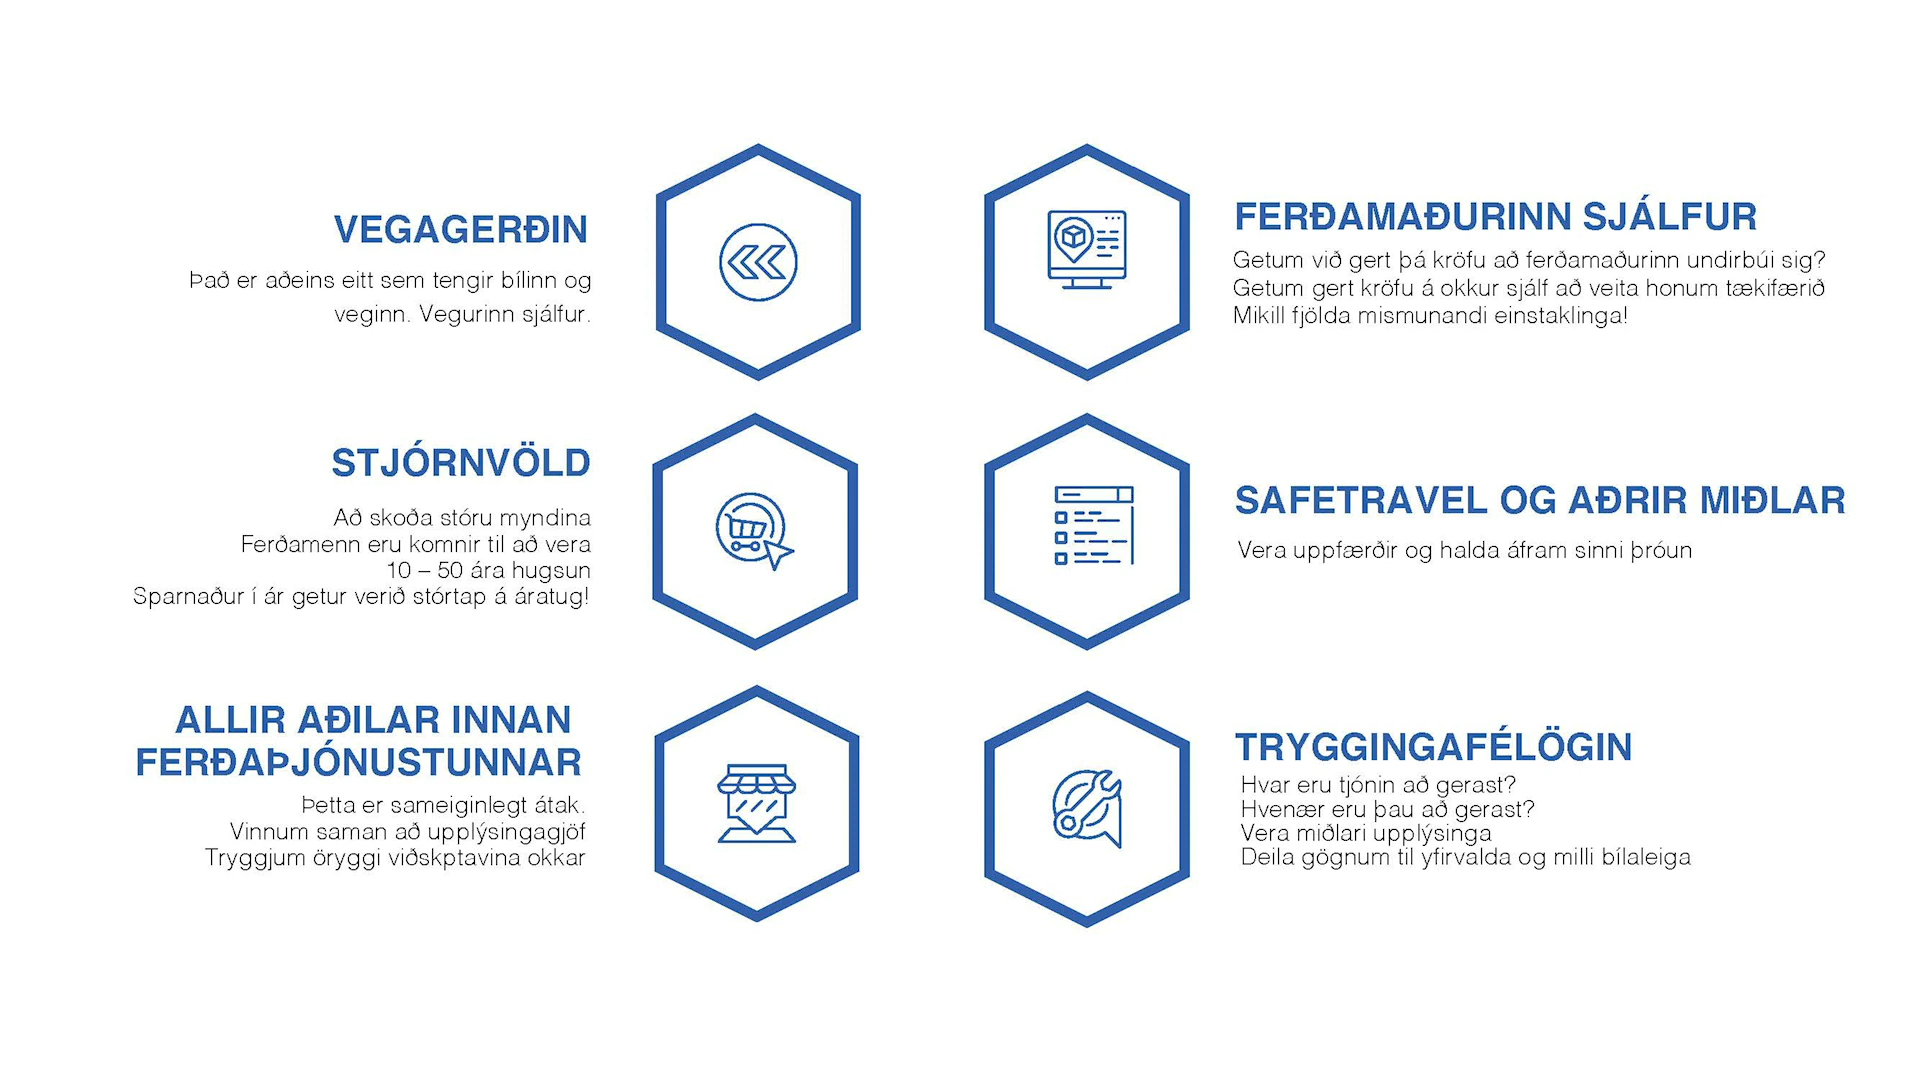 VEGAGERÐIN
Það er aðeins eitt sem tengir bílinn og
veginn. Vegurinn sjálfur.
STJÓRNVÖLD
Að skoða stóru myndina
Ferðamenn eru komnir til að vera
10 – 50 ára hugsun
Sparnaður í ár getur verið stórtap á áratug!
ALLIR AÐILAR INNAN
FERÐAÞJÓNUSTUNNAR
Þetta er sameiginlegt átak.
Vinnum saman að upplýsingagjöf
Tryggjum öryggi viðskptavina okkar
FERÐAMAÐURINN SJÁLFUR
Getum við gert þá kröfu að ferðamaðurinn undirbúi sig?
Getum gert kröfu á okkur sjálf að veita honum tækifærið
Mikill fjölda mismunandi einstaklinga!
SAFETRAVEL OG AÐRIR MIÐLAR
Vera uppfærðir og halda áfram sinni þróun
TRYGGINGAFÉLÖGIN
Hvar eru tjónin að gerast?
Hvenær eru þau að gerast?
Vera miðlari upplýsinga
Deila gögnum til yfirvalda og milli bílaleiga